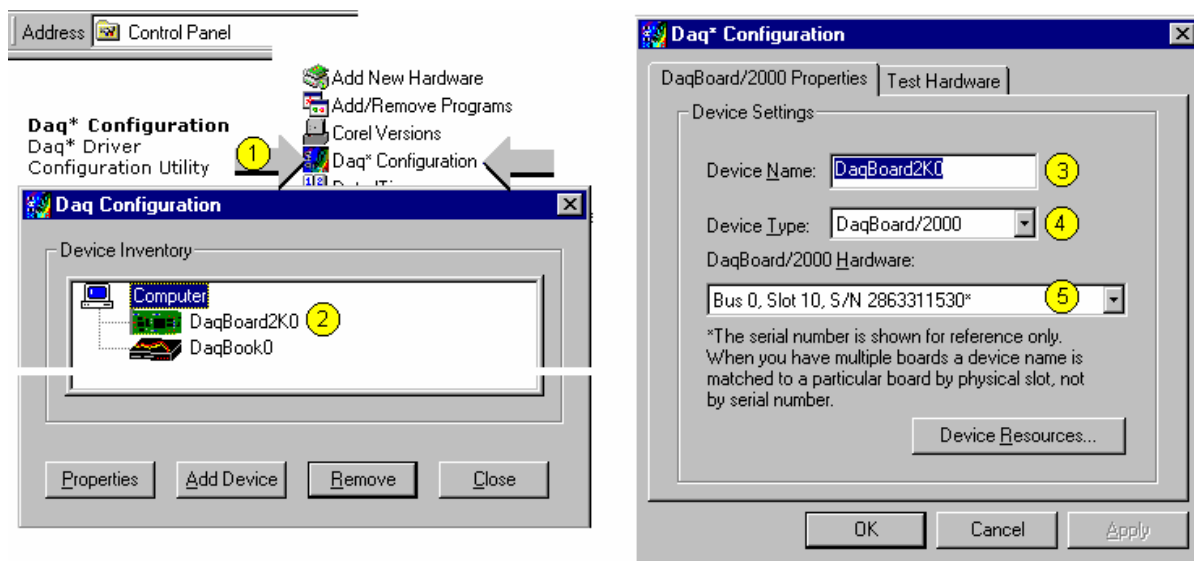 Address Control Panel
Add New Hardware
Add/Remove Programs
Corel Versions
Daq* Configuration
Daq* Configuration
Daq* Driver
Configuration Utility
1
Daq Configuration
Device Inventory
Computer
DaqBoard2K0
2
DaqBook0
Properties
Add Device
Remove
Close
Daq* Configuration
DaqBoard/2000 Properties
Test Hardware
Device Settings
Device Name:
DaqBoard2K0
3
Device Type:
DaqBoard/2000
4
DaqBoard/2000 Hardware:
Bus 0, Slot 10, S/N 2863311530*
5
*The serial number is shown for reference only.
When you have multiple boards a device name is
matched to a particular board by physical slot, not
by serial number.
Device Resources...
OK
Cancel
Apply